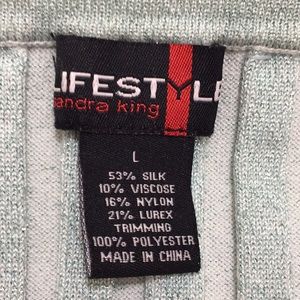 LIFESTYLE
andra king
L
53% SILK
10% VISCOSE
16% NYLON
21% LUREX
TRIMMING
100% POLYESTER
MADE IN CHINA